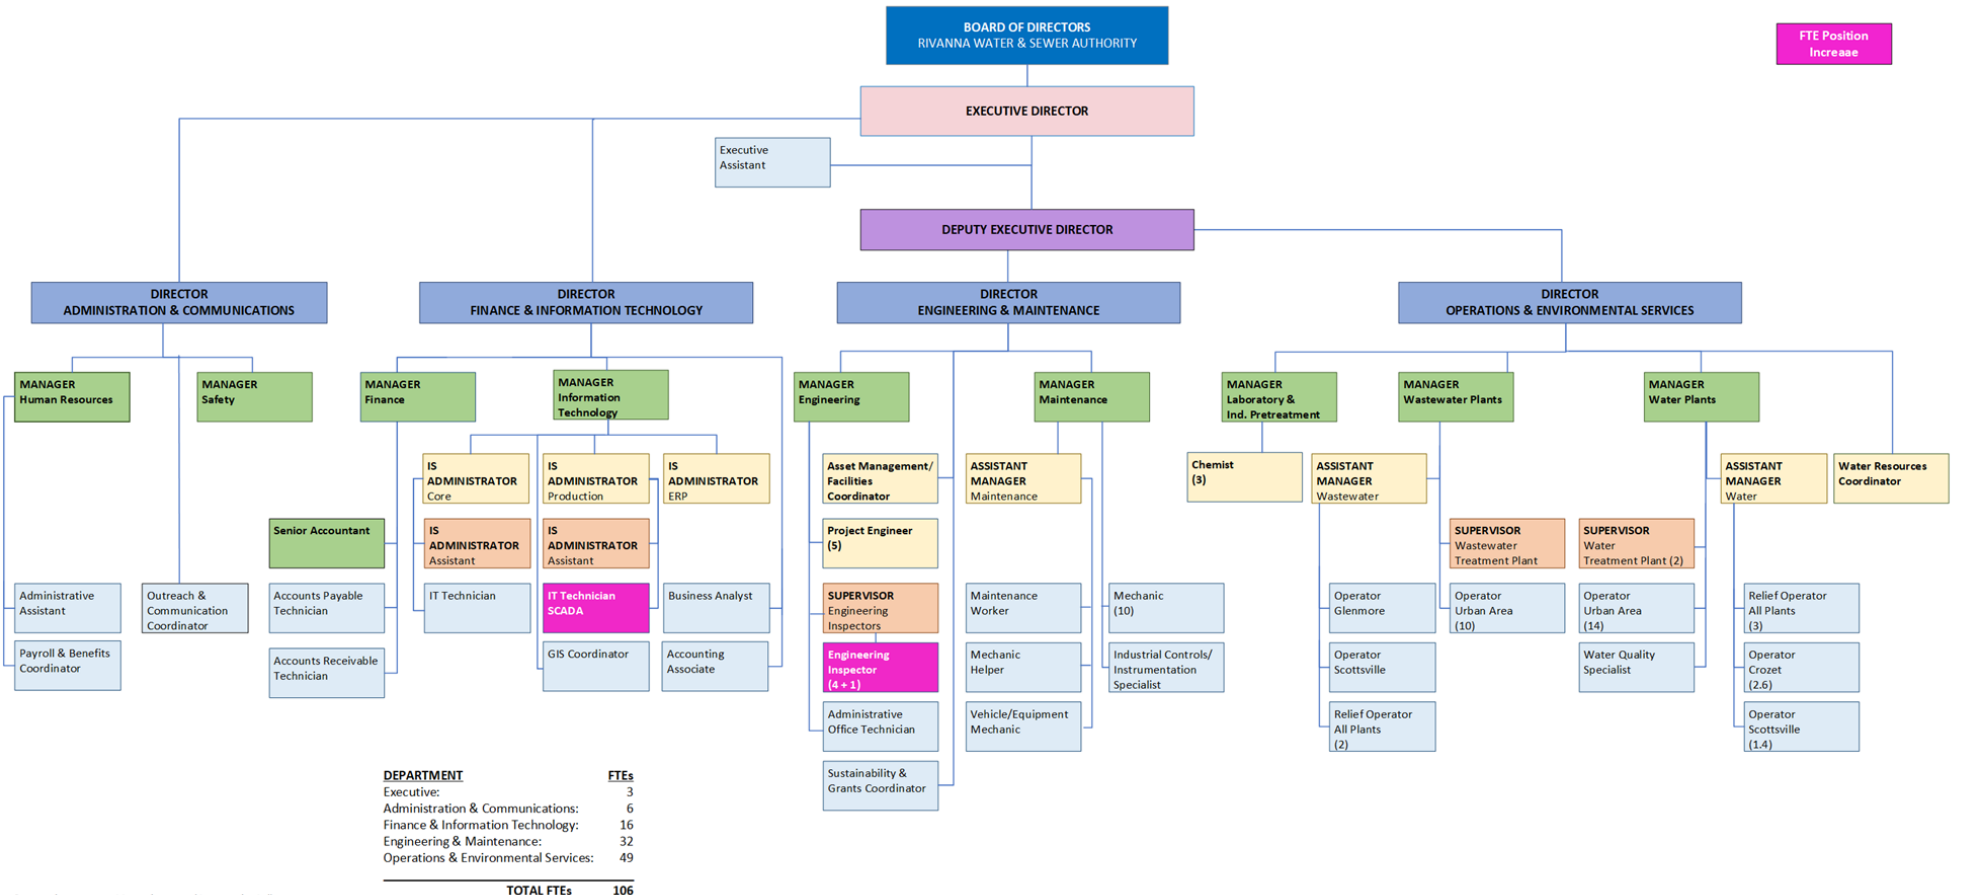 BOARD OF DIRECTORS
RIVANNA WATER & SEWER AUTHORITY
FTE Position
Increaae
EXECUTIVE DIRECTOR
Executive
Assistant
DEPUTY EXECUTIVE DIRECTOR
DIRECTOR
ADMINISTRATION & COMMUNICATIONS
DIRECTOR
FINANCE & INFORMATION TECHNOLOGY
DIRECTOR
ENGINEERING & MAINTENANCE
DIRECTOR
OPERATIONS & ENVIRONMENTAL SERVICES
MANAGER
Human Resources
MANAGER
Safety
MANAGER
Finance
MANAGER
Information
Technology
MANAGER
Engineering
MANAGER
Maintenance
MANAGER
Laboratory &
Ind. Pretreatment
MANAGER
Wastewater Plants
MANAGER
Water Plants
IS
ADMINISTRATOR
Core
IS
ADMINISTRATOR
Production
IS
ADMINISTRATOR
ERP
Asset Management/
Facilities
Coordinator
ASSISTANT
MANAGER
Maintenance
Chemist
(3)
ASSISTANT
MANAGER
Wastewater
ASSISTANT
MANAGER
Water
Water Resources
Coordinator
Senior Accountant
IS
ADMINISTRATOR
Assistant
IS
ADMINISTRATOR
Assistant
Project Engineer
(5)
SUPERVISOR
Wastewater
Treatment Plant
SUPERVISOR
Water
Treatment Plant (2)
Administrative
Assistant
Outreach &
Communication
Coordinator
Accounts Payable
Technician
IT Technician
IT Technician
SCADA
Business Analyst
SUPERVISOR
Engineering
Inspectors
Maintenance
Worker
Mechanic
(10)
Operator
Glenmore
Operator
Urban Area
(10)
Operator
Urban Area
(14)
Relief Operator
All Plants
(3)
Payroll & Benefits
Coordinator
Accounts Receivable
Technician
GIS Coordinator
Accounting
Associate
Engineering
Inspector
(4 + 1)
Mechanic
Helper
Industrial Controls/
Instrumentation
Specialist
Operator
Scottsville
Water Quality
Specialist
Operator
Crozet
(2.6)
Administrative
Office Technician
Vehicle/Equipment
Mechanic
Relief Operator
All Plants
(2)
Operator
Scottsville
(1.4)
Sustainability &
Grants Coordinator
DEPARTMENT FTEs
Executive: 3
Administration & Communications: 6
Finance & Information Technology: 16
Engineering & Maintenance: 32
Operations & Environmental Services: 49
TOTAL FTEs 106